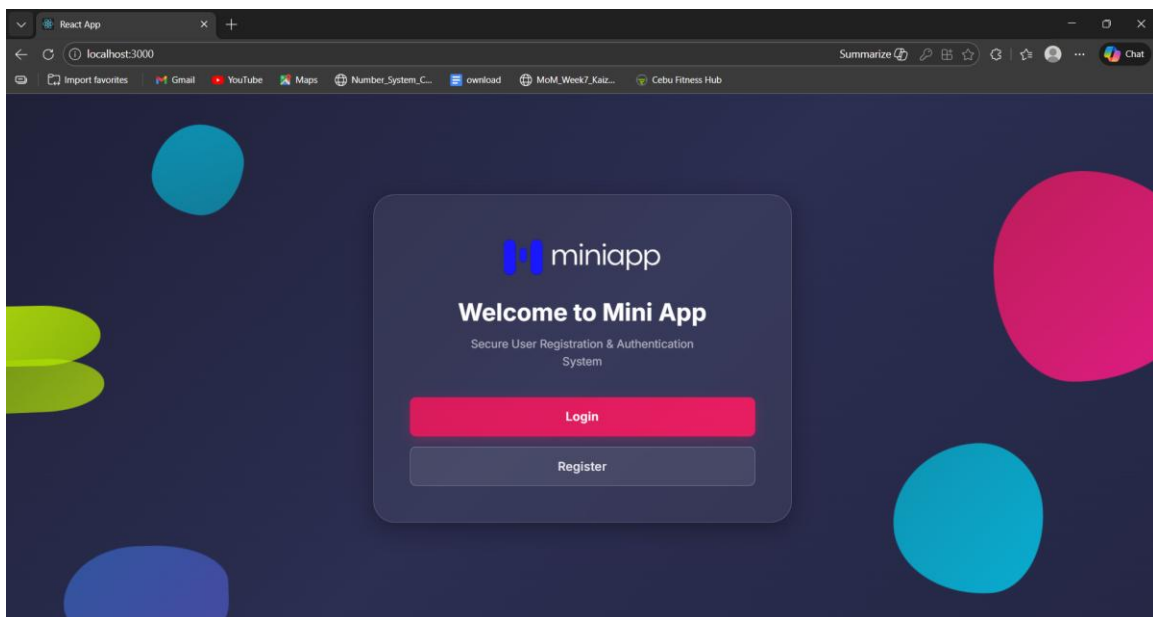 React App
localhost:3000
Summarize
Chat
Import favorites
Gmail
YouTube
Maps
Number_System_C...
ownload
MoM_Week7_Kaiz...
Cebu Fitness Hub
miniapp
Welcome to Mini App
Secure User Registration & Authentication
System
Login
Register